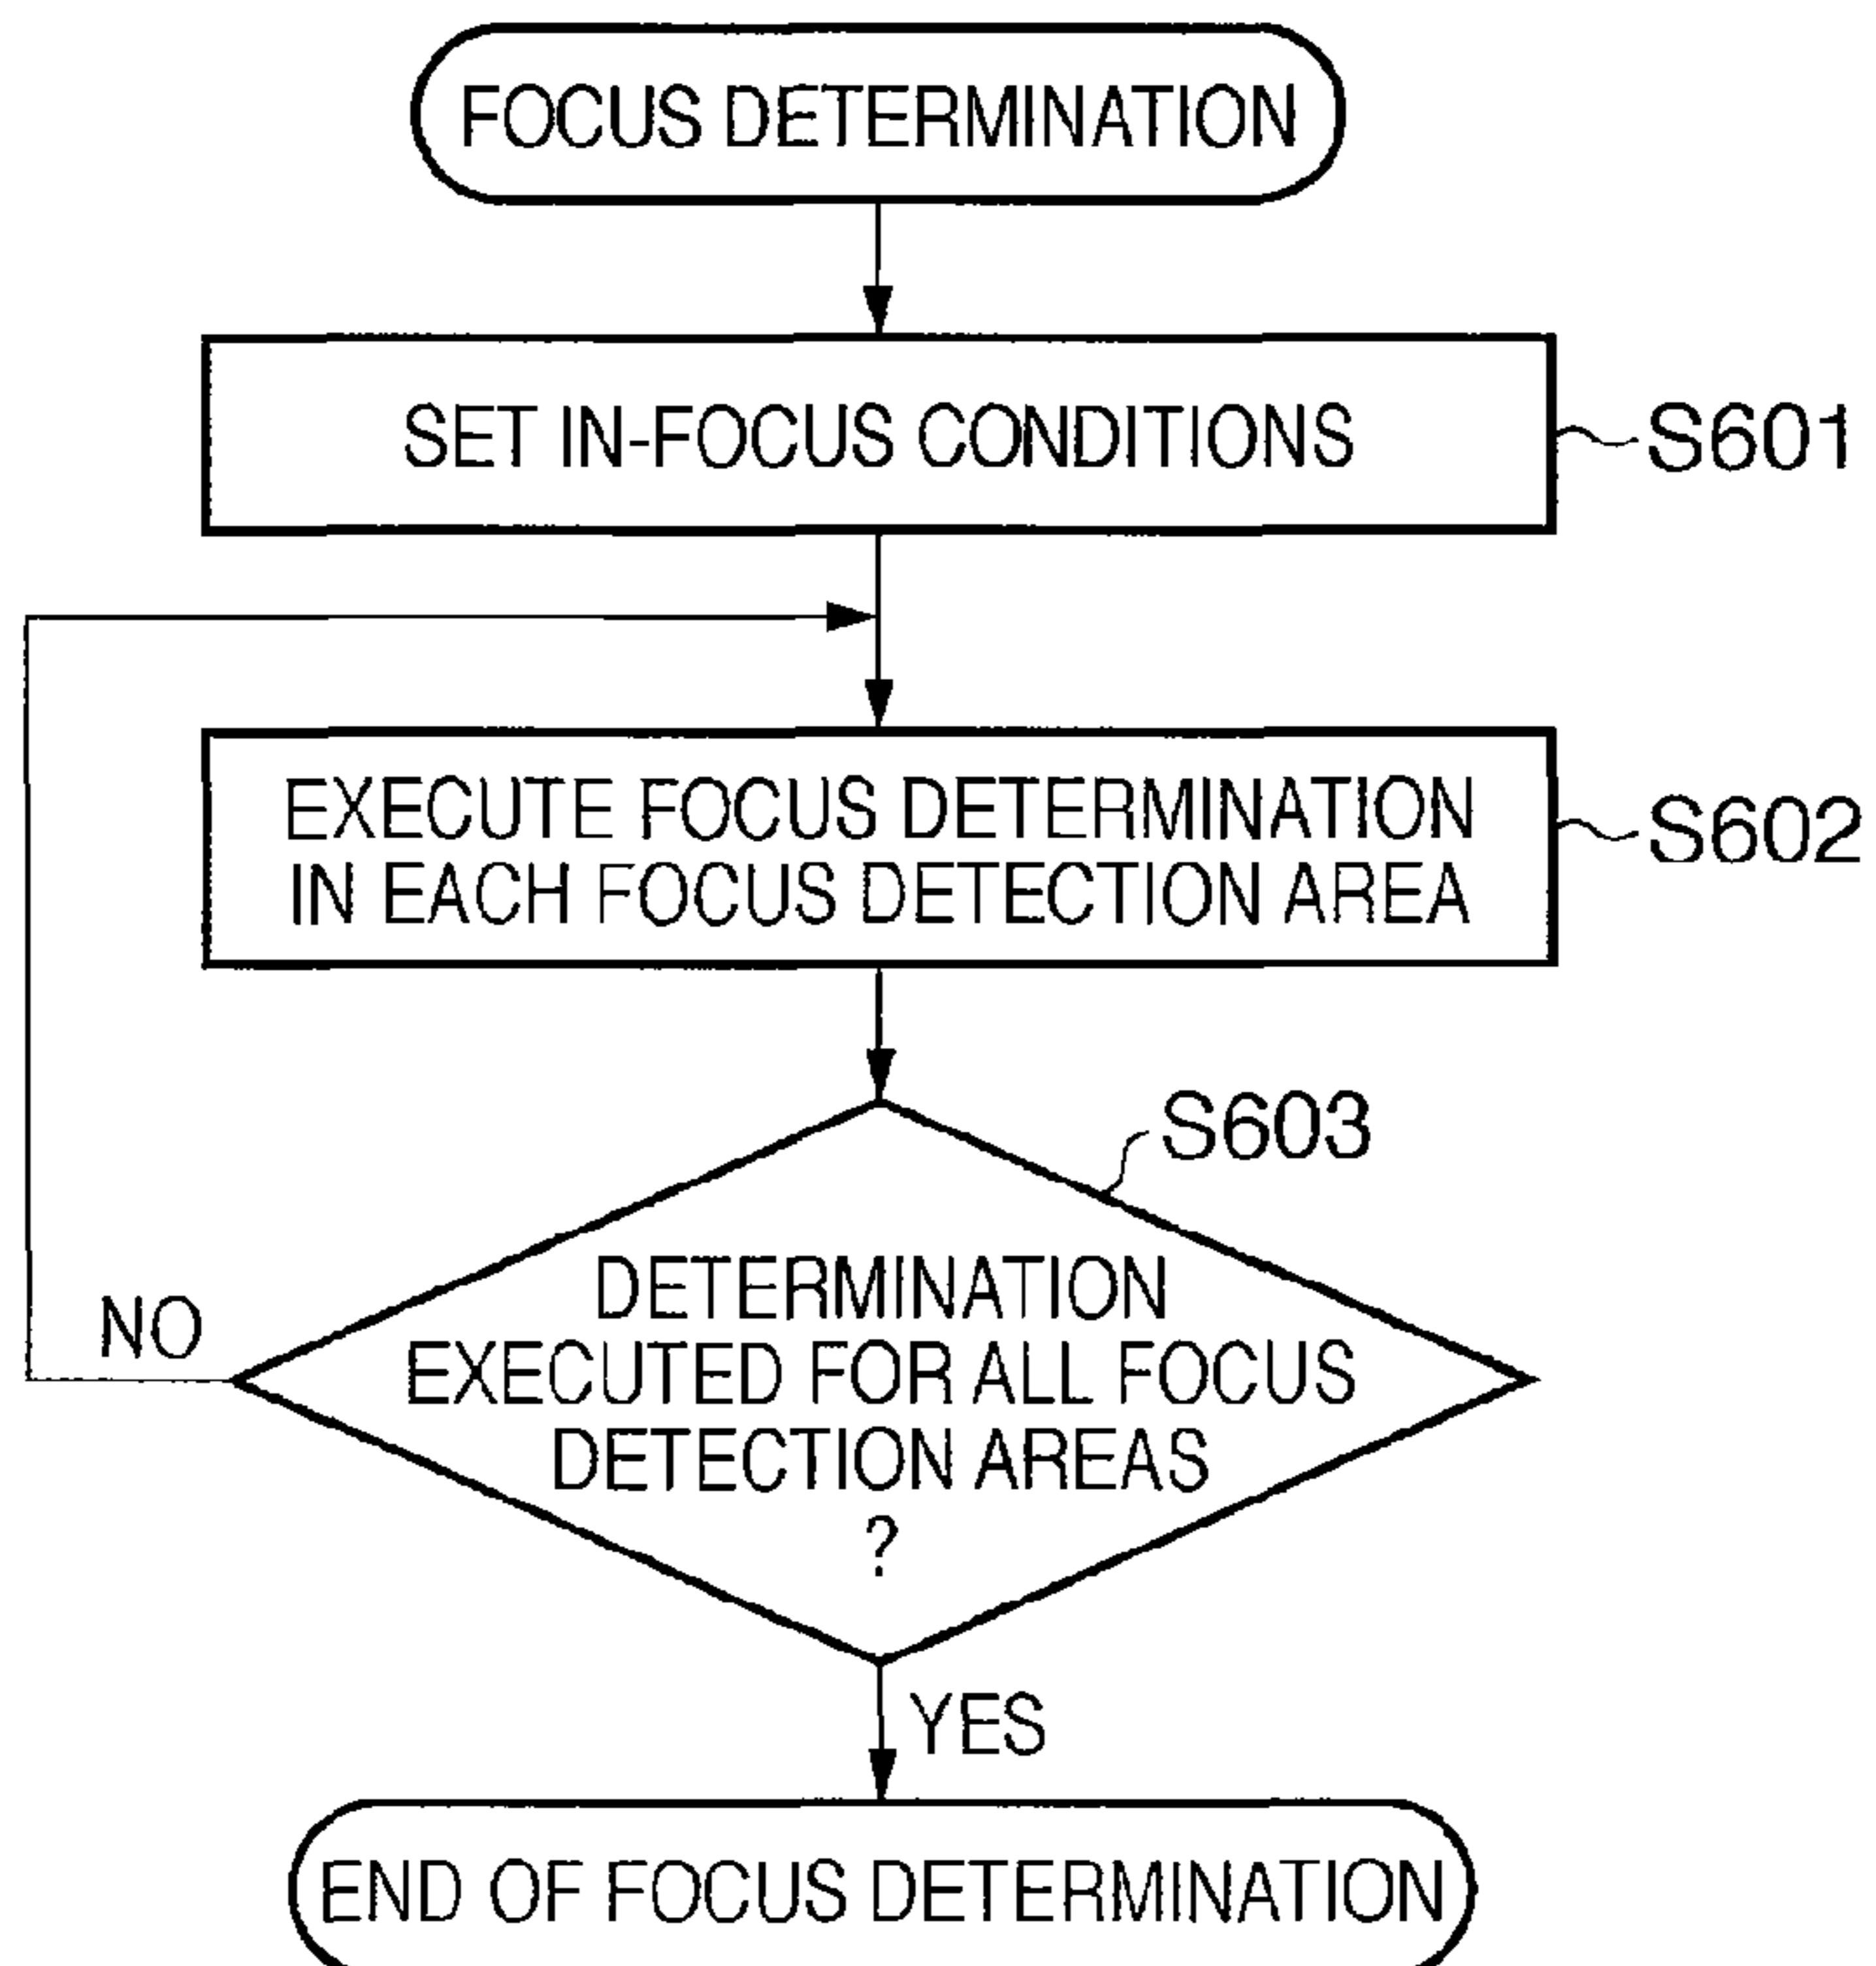 FOCUS DETERMINATION
SET IN-FOCUS CONDITIONS
S601
EXECUTE FOCUS DETERMINATION
IN EACH FOCUS DETECTION AREA
S602
S603
DETERMINATION
EXECUTED FOR ALL FOCUS
DETECTION AREAS
?
NO
YES
END OF FOCUS DETERMINATION